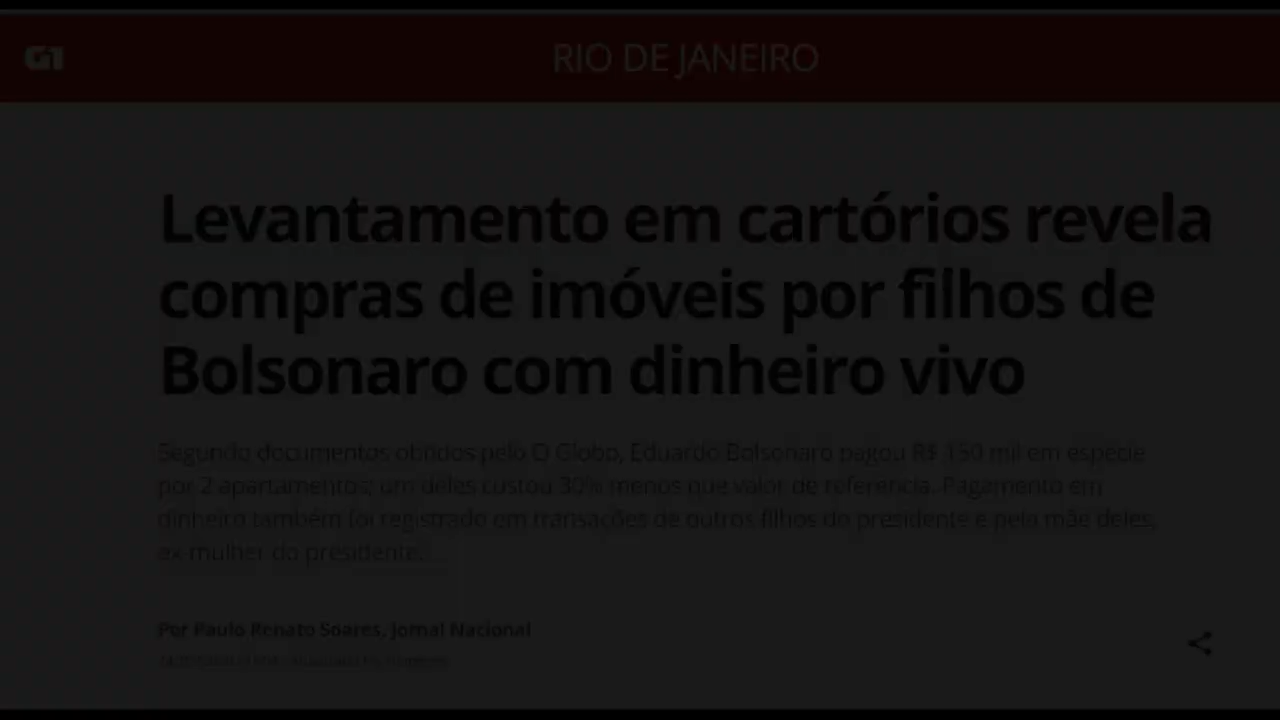 G1
RIO DE JANEIRO
Levantamento em cartórios revela
compras de imóveis por filhos de
Bolsonaro com dinheiro vivo
Segundo documentos obtidos pelo O Globo, Eduardo Bolsonaro pagou R$ 150 mil em espécie
por 2 apartamentos; um deles custou 30% menos que valor de referência. Pagamento em
dinheiro também foi registrado em transações de outros filhos do presidente e pela mãe deles,
ex-mulher do presidente.
Por Paulo Renato Soares, Jornal Nacional